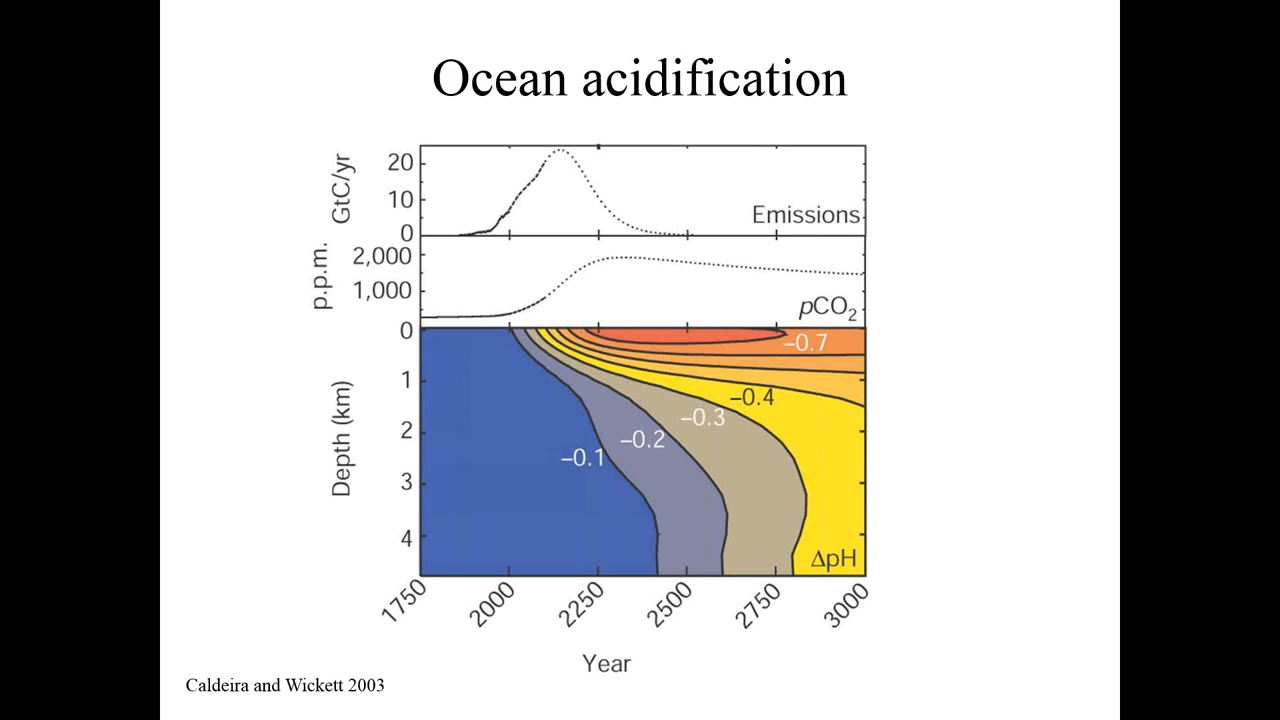 Ocean acidification
GtC/yr
20
10
0
Emissions
p.p.m.
2,000
1,000
pCO₂
Depth (km)
0
1
2
3
4
–0.7
–0.4
–0.3
–0.2
–0.1
ΔpH
1750 2000 2250 2500 2750 3000
Year
Caldeira and Wickett 2003